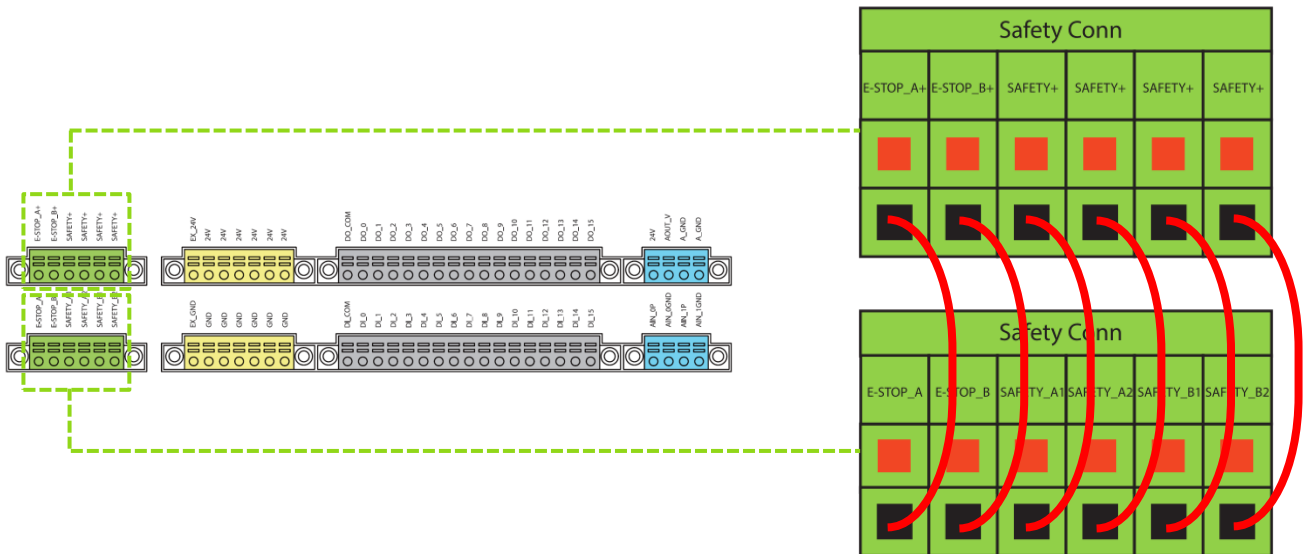 Safety Conn
E-STOP_A+ E-STOP_B+ SAFETY+ SAFETY+ SAFETY+ SAFETY+
E-STOP_A+
E-STOP_B+
SAFETY+
SAFETY+
SAFETY+
SAFETY+
EX_24V
24V
24V
24V
24V
24V
24V
DO_COM
DO_0
DO_1
DO_2
DO_3
DO_4
DO_5
DO_6
DO_7
DO_8
DO_9
DO_10
DO_11
DO_12
DO_13
DO_14
DO_15
24V
AOUT_V
A_GND
A_GND
E-STOP_A
E-STOP_B
SAFETY_A1
SAFETY_A2
SAFETY_B1
SAFETY_B2
EX_GND
GND
GND
GND
GND
GND
GND
DI_COM
DI_0
DI_1
DI_2
DI_3
DI_4
DI_5
DI_6
DI_7
DI_8
DI_9
DI_10
DI_11
DI_12
DI_13
DI_14
DI_15
AIN_0P
AIN_0GND
AIN_1P
AIN_1GND
Safety Conn
E-STOP_A E-STOP_B SAFETY_A1 SAFETY_A2 SAFETY_B1 SAFETY_B2